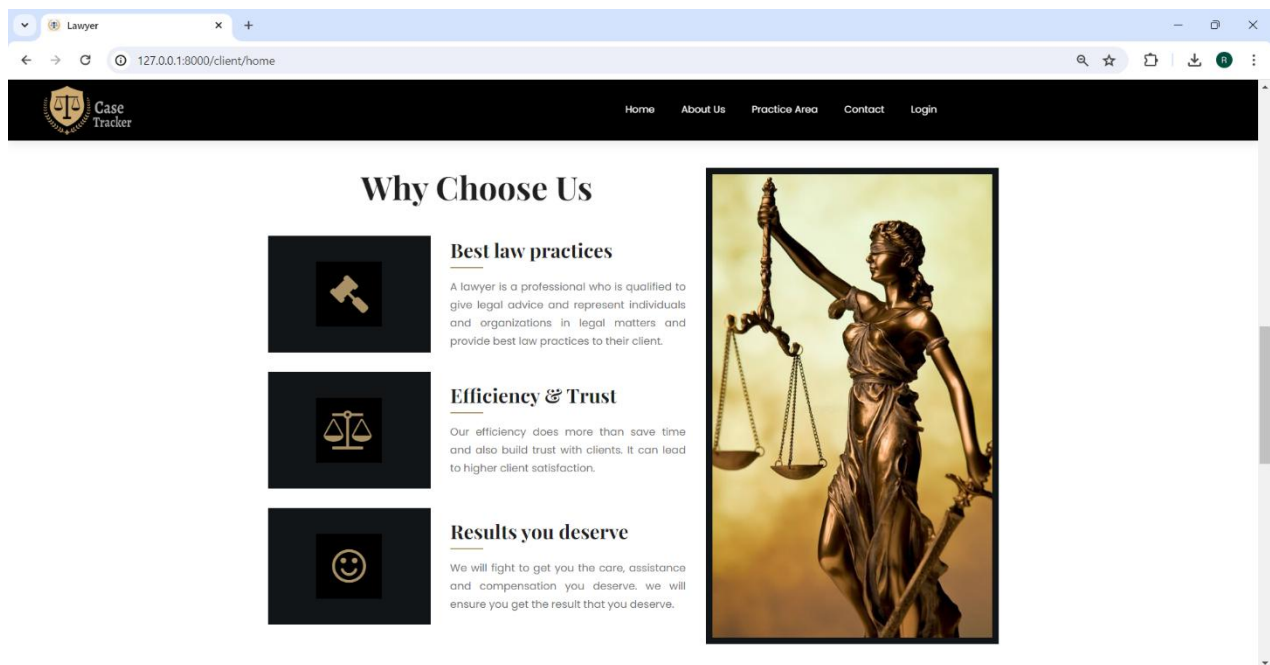 Lawyer
127.0.0.1:8000/client/home
R
Case
Tracker
Home About Us Practice Area Contact Login
Why Choose Us
Best law practices
A lawyer is a professional who is qualified to
give legal advice and represent individuals
and organizations in legal matters and
provide best law practices to their client.
Efficiency & Trust
Our efficiency does more than save time
and also build trust with clients. It can lead
to higher client satisfaction.
Results you deserve
We will fight to get you the care, assistance
and compensation you deserve. we will
ensure you get the result that you deserve.